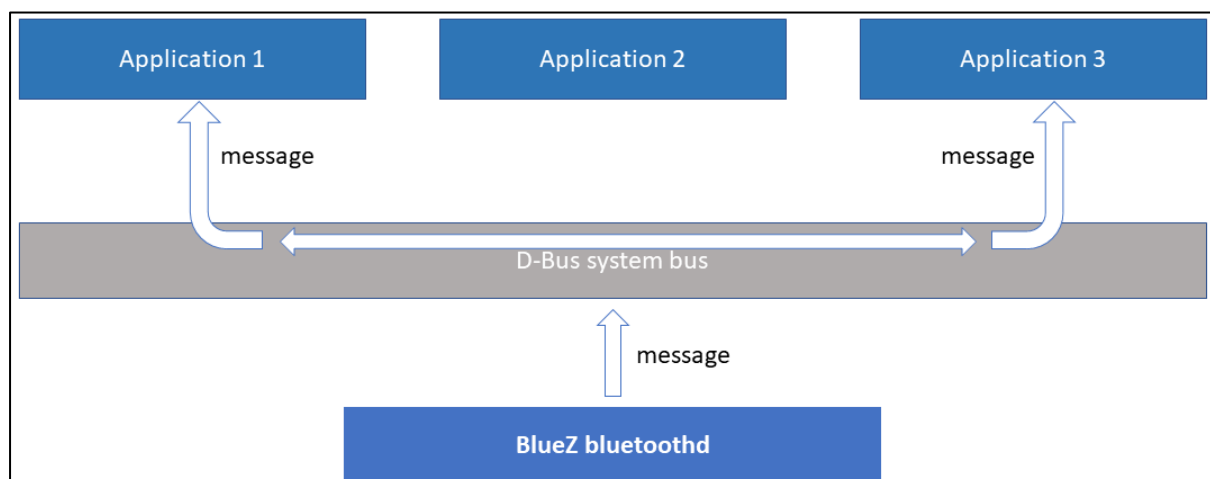 Application 1
Application 2
Application 3
message
message
D-Bus system bus
message
BlueZ bluetoothd